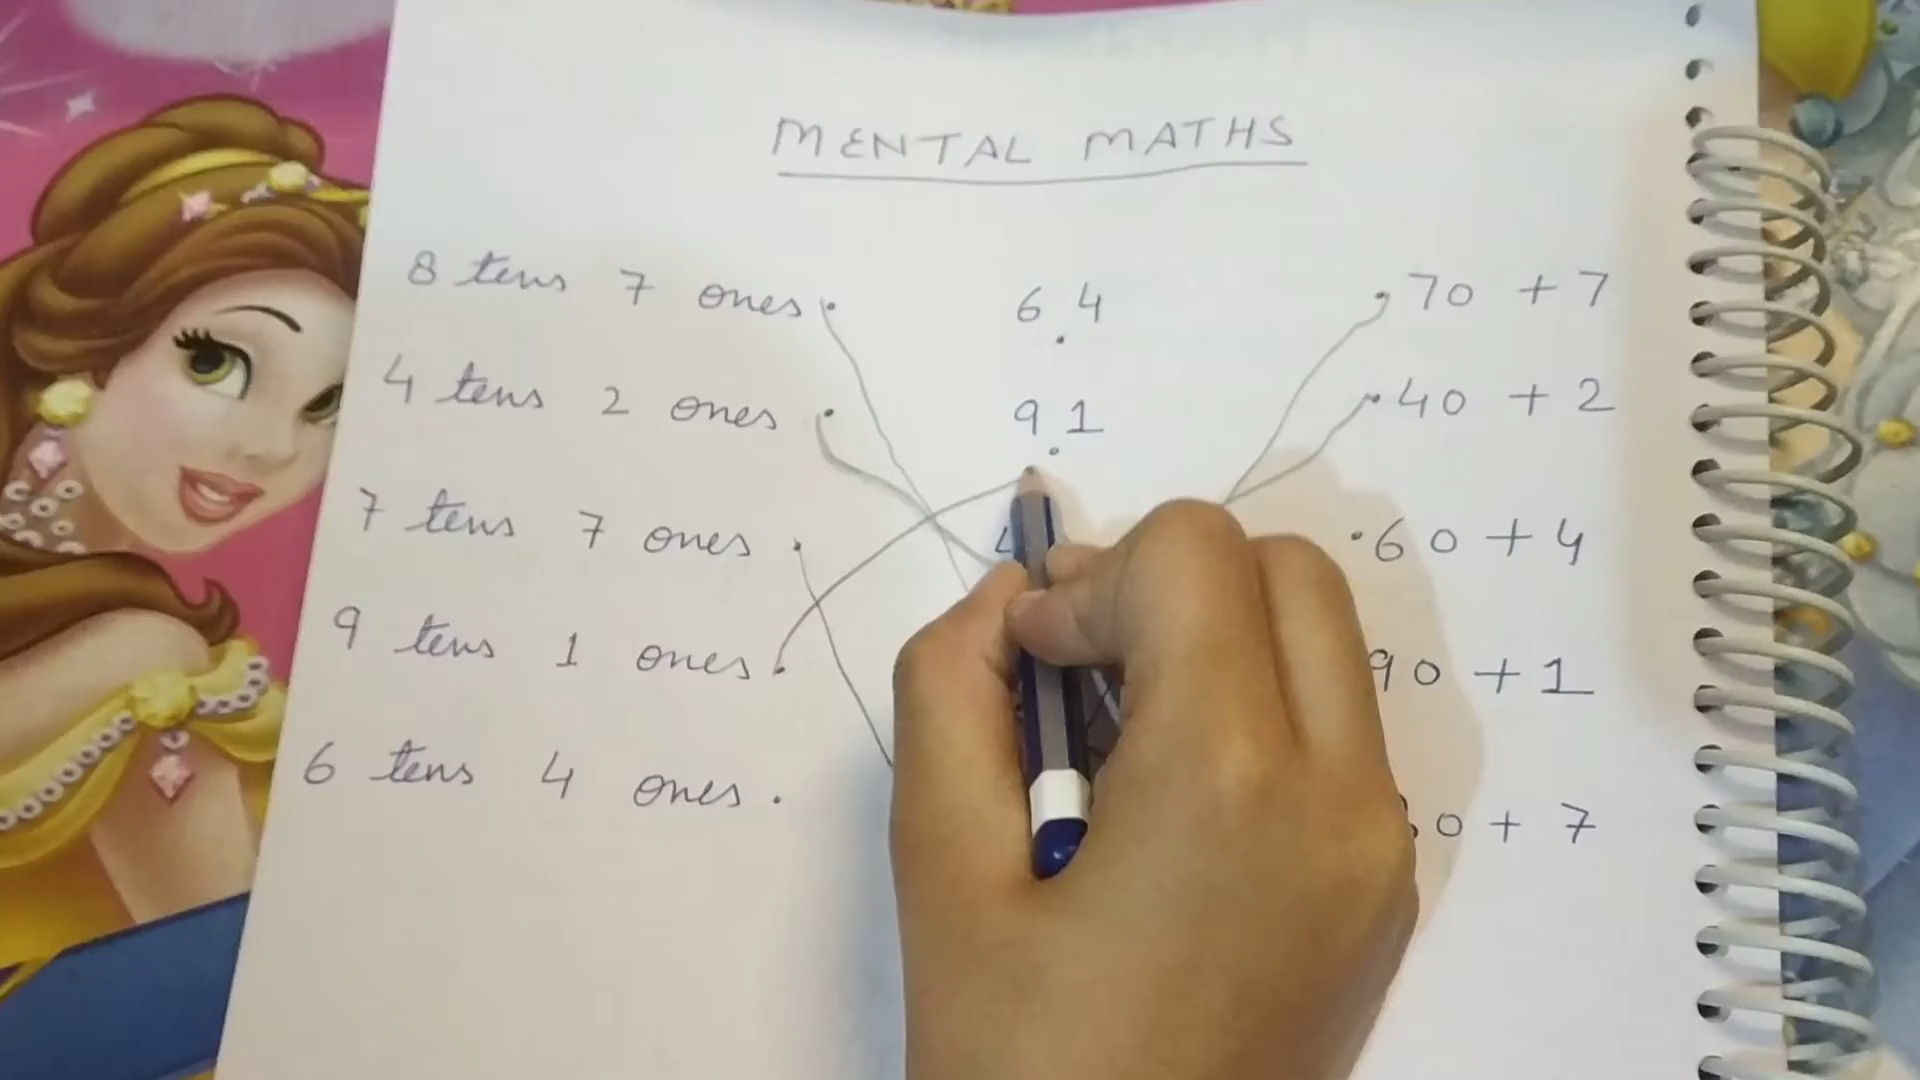 MENTAL MATHS
8 tens 7 ones . 64 . 70 + 7
4 tens 2 ones . 91 . 40 + 2
7 tens 7 ones . 4 . 60 + 4
9 tens 1 ones . 90 + 1
6 tens 4 ones . 0 + 7